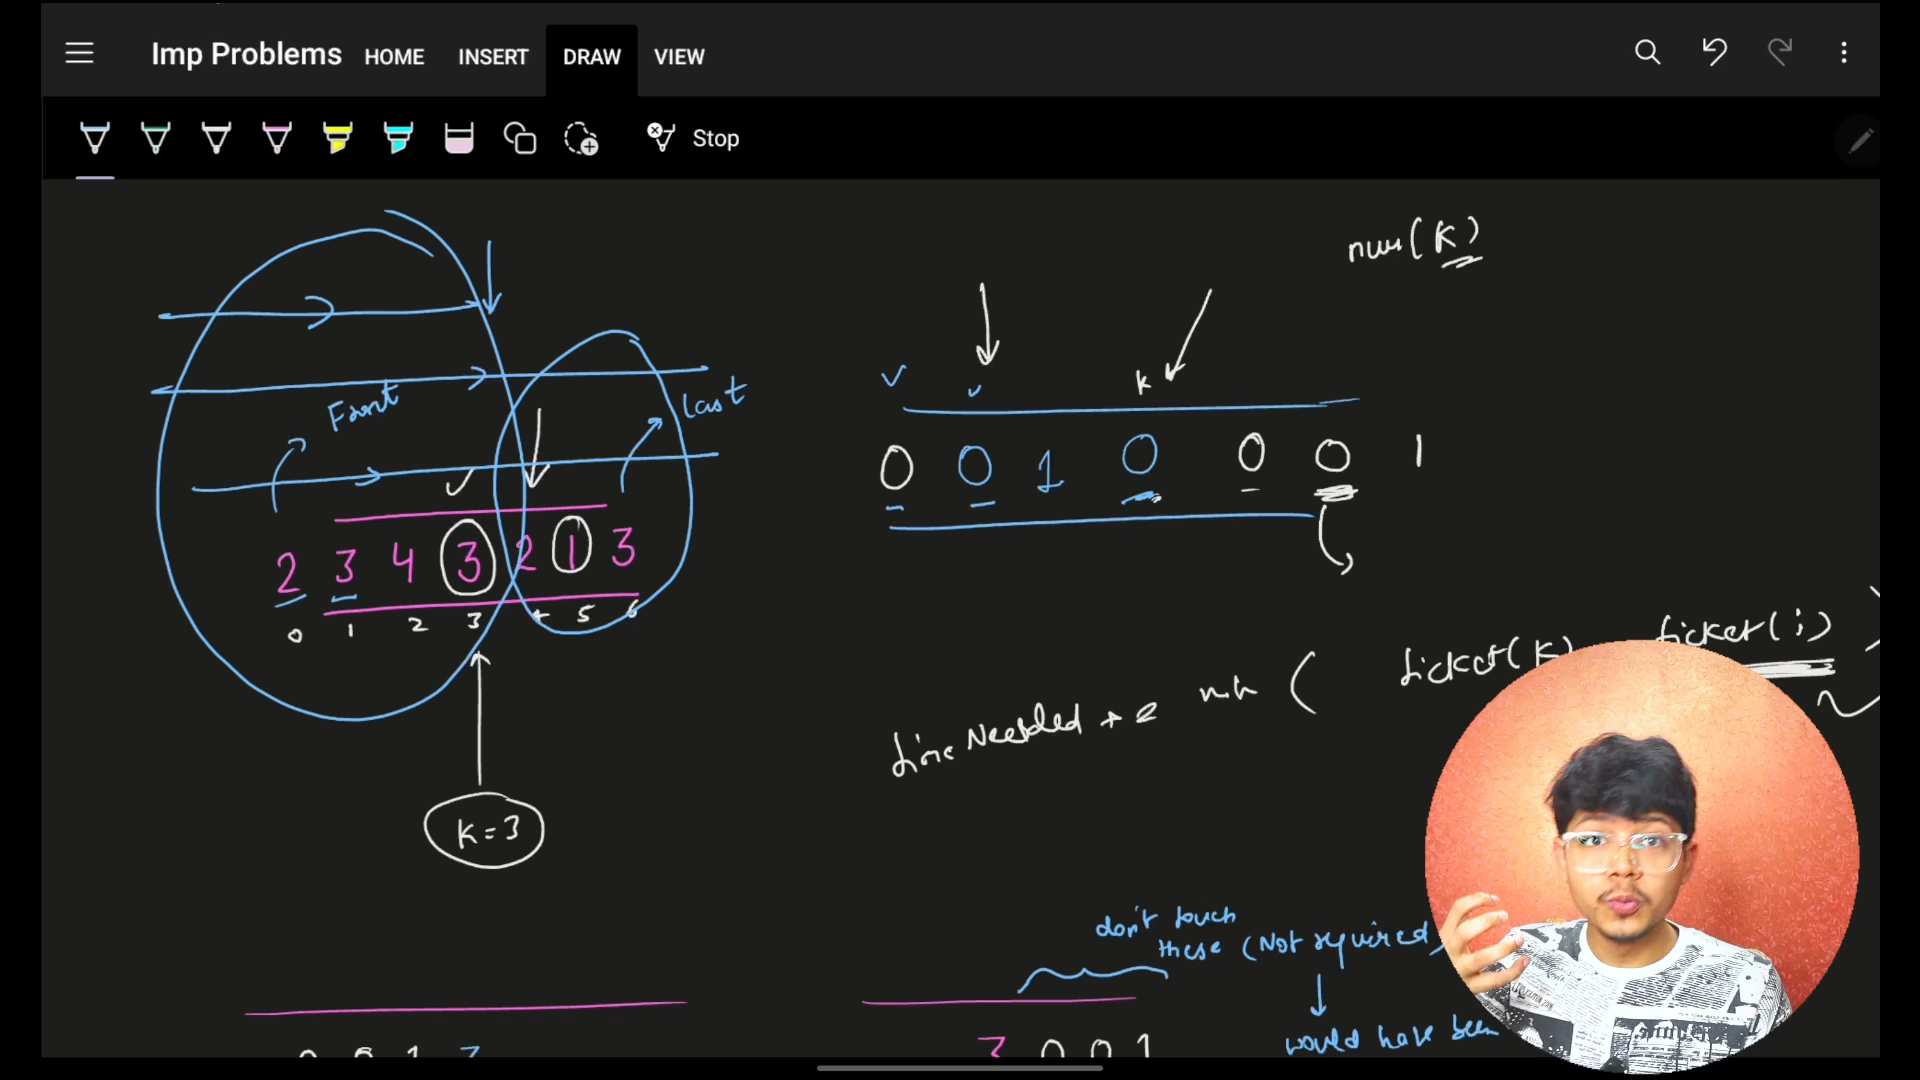 Imp Problems HOME INSERT DRAW VIEW
Stop
num(K)
Front
Last
K
0 0 1 0 0 0 1
2 3 4 3 2 1 3
0 1 2 3 4 5 6
ticket(K) ticket(i)
timeNeeded + = min (
K=3
don't touch
these (Not required)
would have been
3 0 0 1